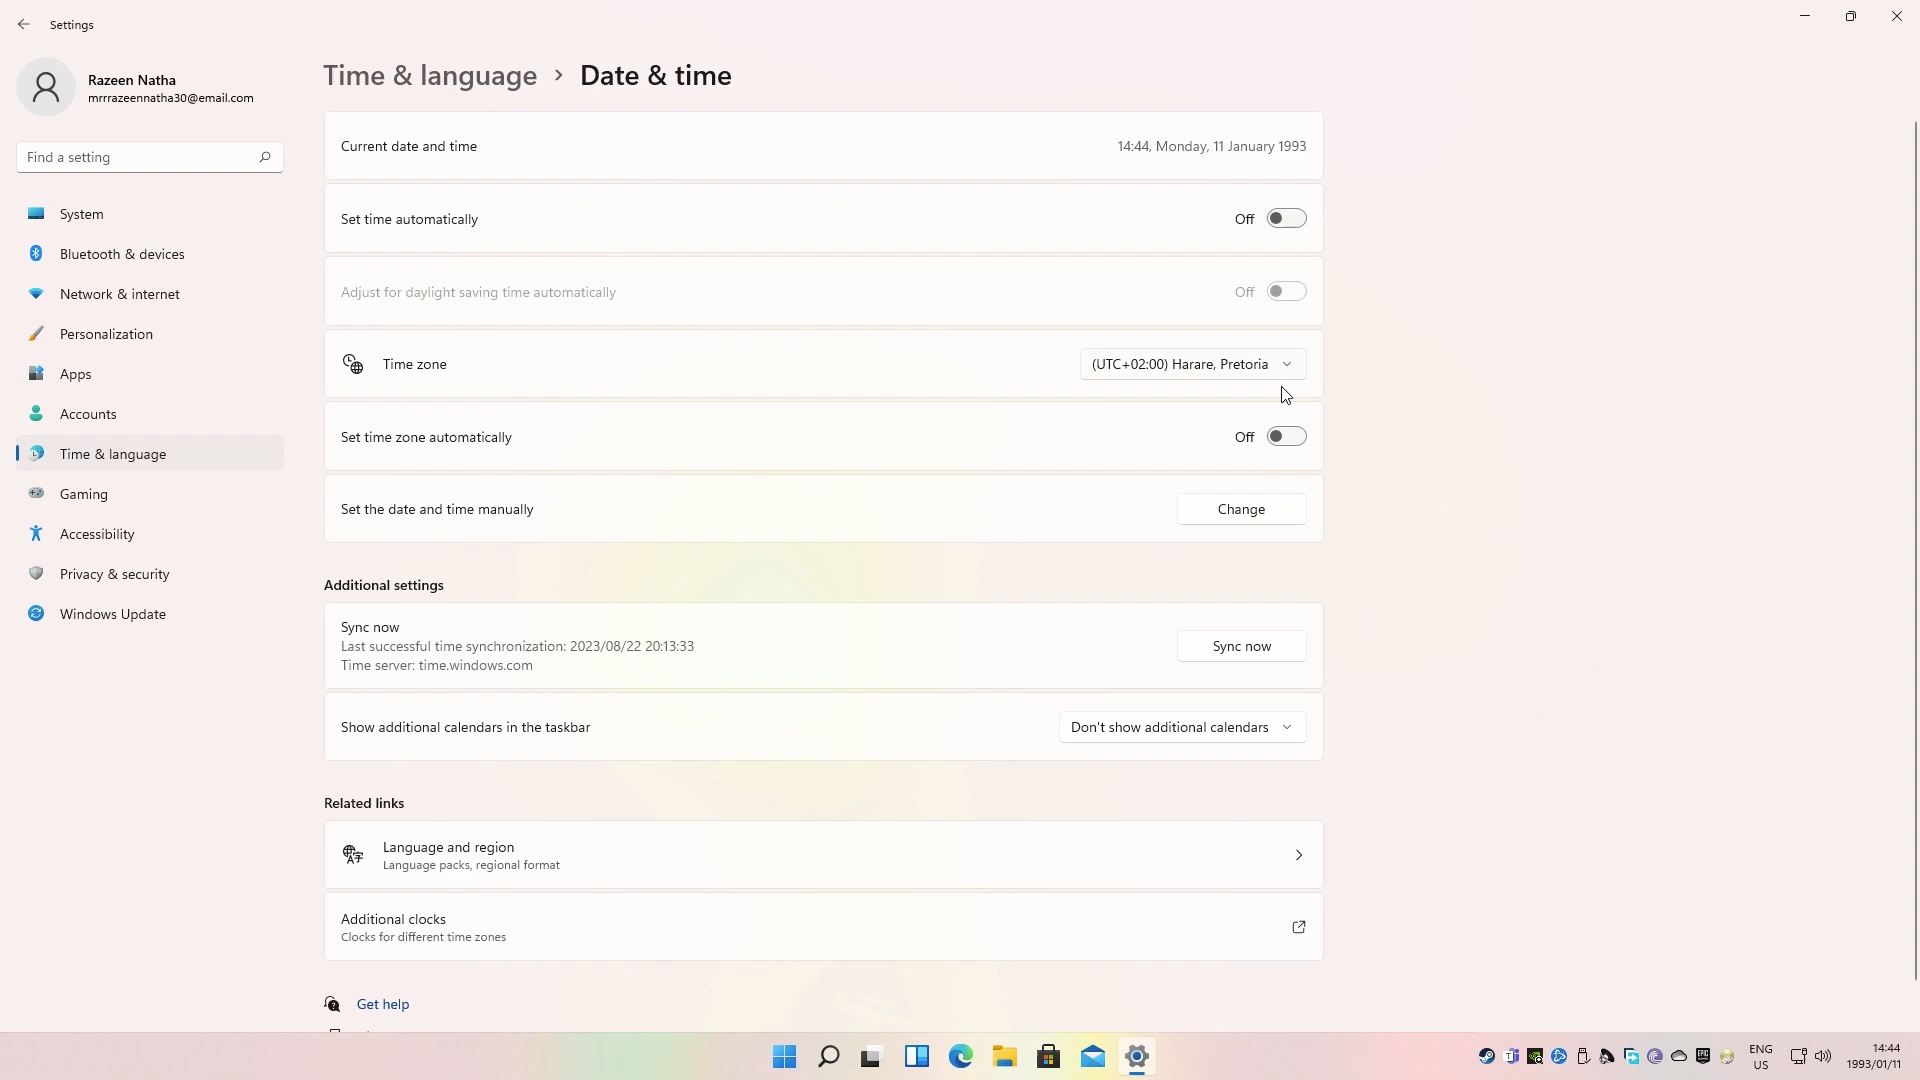 Settings
Razeen Natha
mrrrazeennatha30@email.com
Find a setting
System
Bluetooth & devices
Network & internet
Personalization
Apps
Accounts
Time & language
Gaming
Accessibility
Privacy & security
Windows Update
Time & language > Date & time
Current date and time 14:44, Monday, 11 January 1993
Set time automatically Off
Adjust for daylight saving time automatically Off
Time zone (UTC+02:00) Harare, Pretoria
Set time zone automatically Off
Set the date and time manually Change
Additional settings
Sync now
Last successful time synchronization: 2023/08/22 20:13:33
Time server: time.windows.com
Sync now
Show additional calendars in the taskbar Don't show additional calendars
Related links
Language and region
Language packs, regional format
Additional clocks
Clocks for different time zones
Get help
ENG
US
14:44
1993/01/11